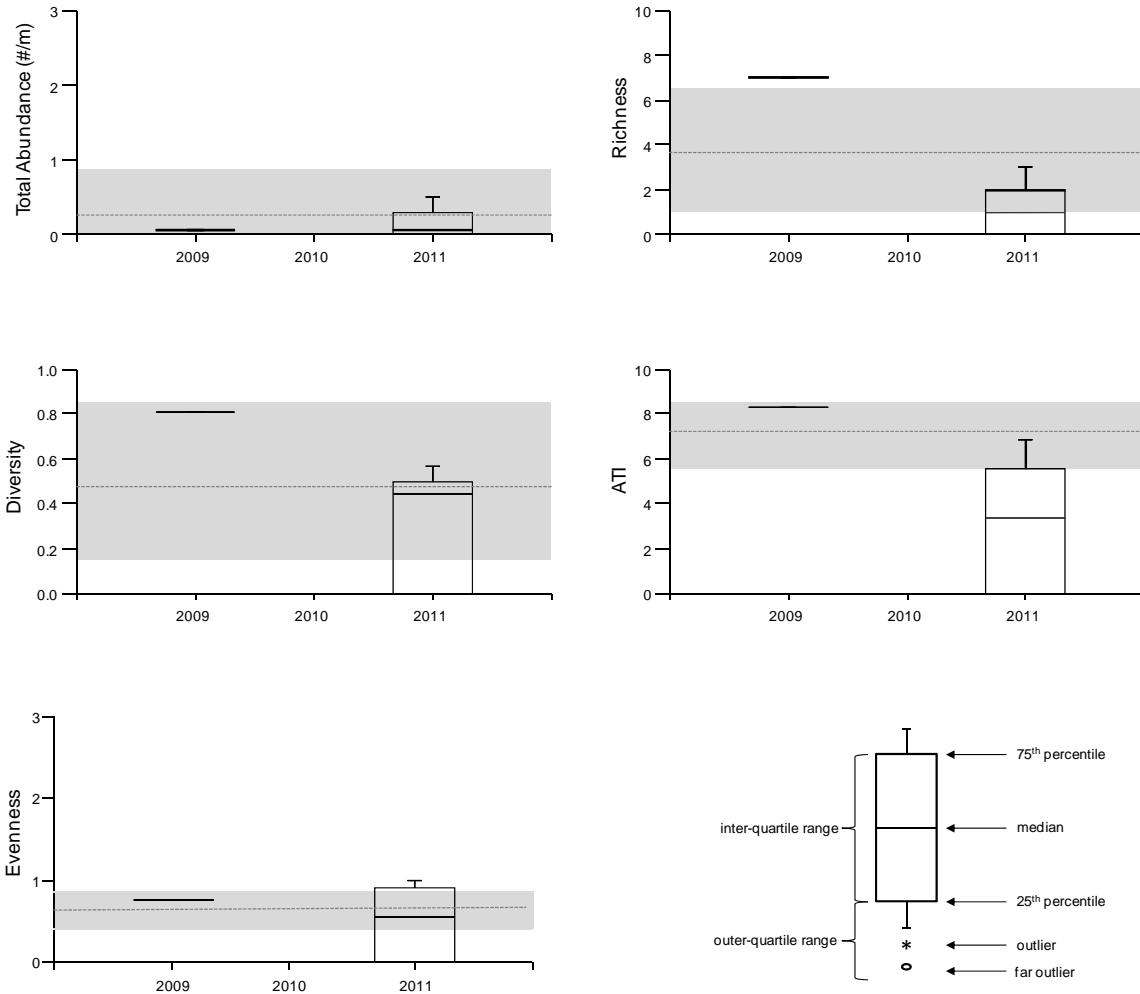 Total Abundance (#/m)
3
2
1
0
2009 2010 2011
Richness
10
8
6
4
2
0
2009 2010 2011
Diversity
1.0
0.8
0.6
0.4
0.2
0.0
2009 2010 2011
ATI
10
8
6
4
2
0
2009 2010 2011
Evenness
3
2
1
0
2009 2010 2011
75th percentile
inter-quartile range
median
25th percentile
outer-quartile range
*
outlier
far outlier